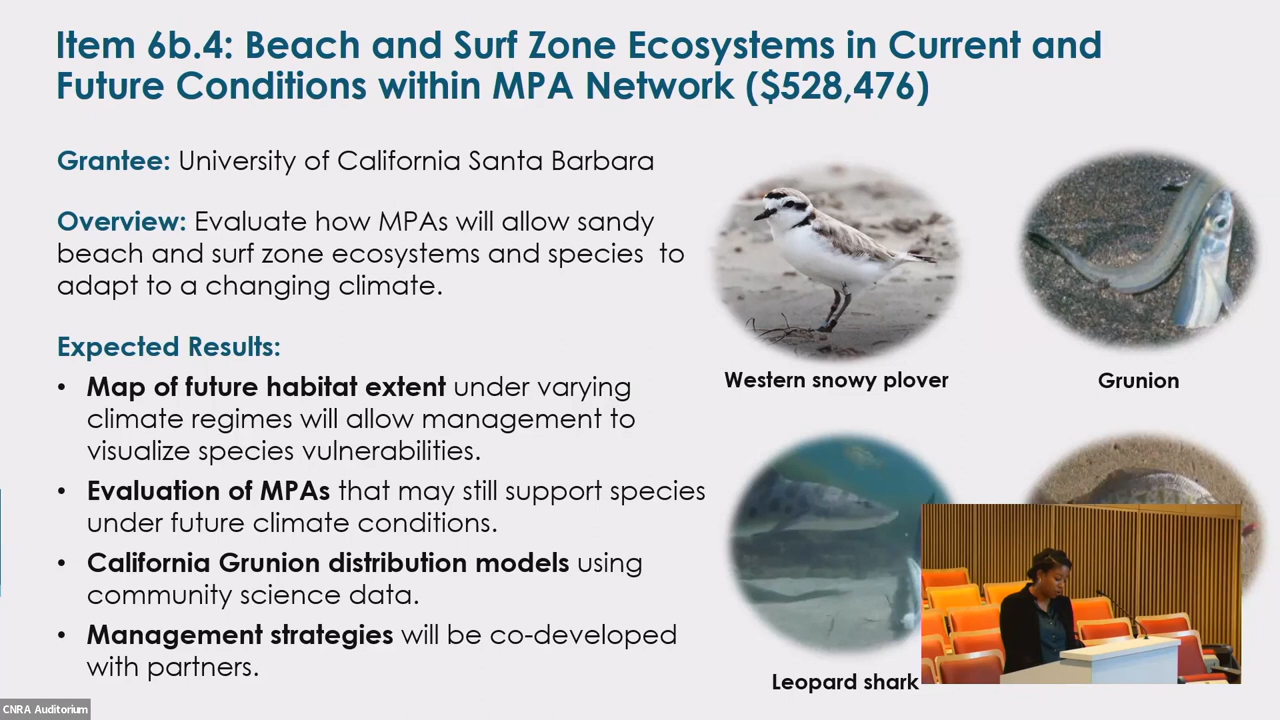 Item 6b.4: Beach and Surf Zone Ecosystems in Current and
Future Conditions within MPA Network ($528,476)
Grantee: University of California Santa Barbara
Overview: Evaluate how MPAs will allow sandy
beach and surf zone ecosystems and species to
adapt to a changing climate.
Expected Results:
• Map of future habitat extent under varying
climate regimes will allow management to
visualize species vulnerabilities.
• Evaluation of MPAs that may still support species
under future climate conditions.
• California Grunion distribution models using
community science data.
• Management strategies will be co-developed
with partners.
Western snowy plover
Grunion
Leopard shark
CNRA Auditorium